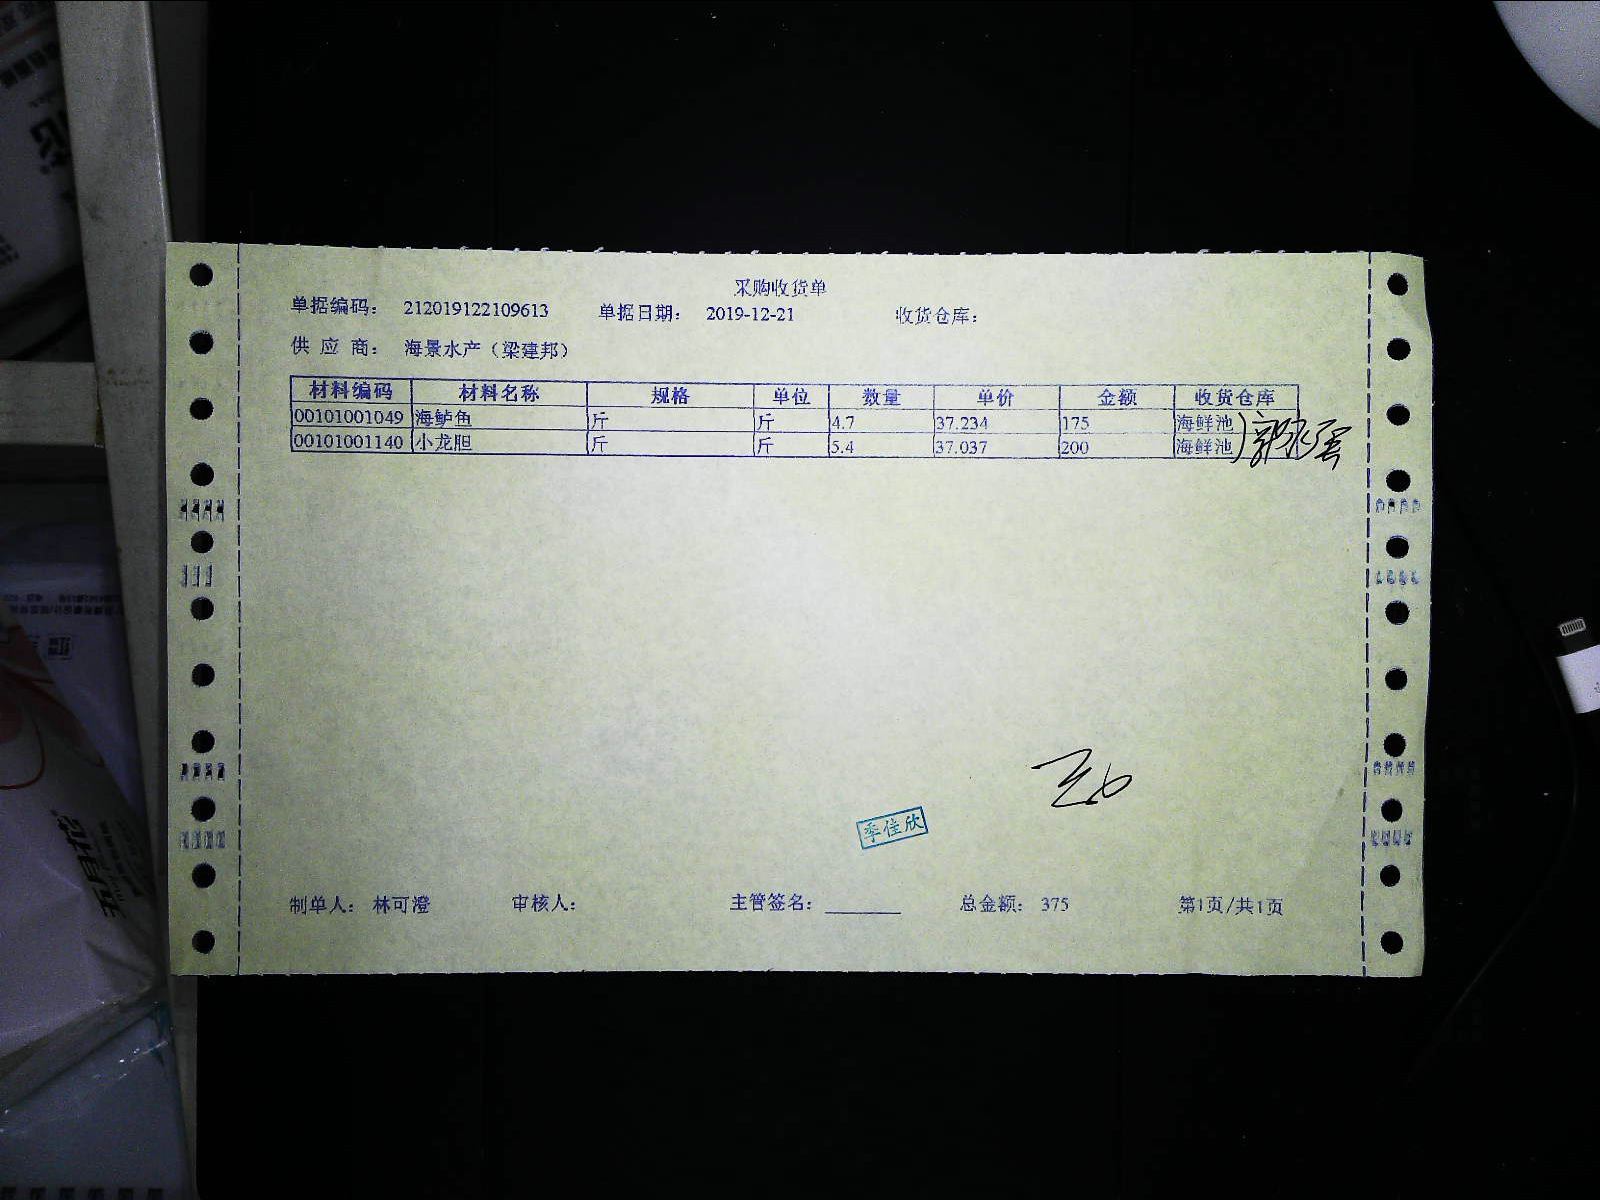 采购收货单
单据编码： 212019122109613 单据日期： 2019-12-21 收货仓库：
供 应 商： 海景水产（梁建邦）
材料编码 材料名称 规格 单位 数量 单价 金额 收货仓库
00101001049 海鲈鱼 斤 斤 4.7 37.234 175 海鲜池
00101001140 小龙胆 斤 斤 5.4 37.037 200 海鲜池
季佳欣
制单人： 林可澄 审核人： 主管签名： 总金额： 375 第1页/共1页